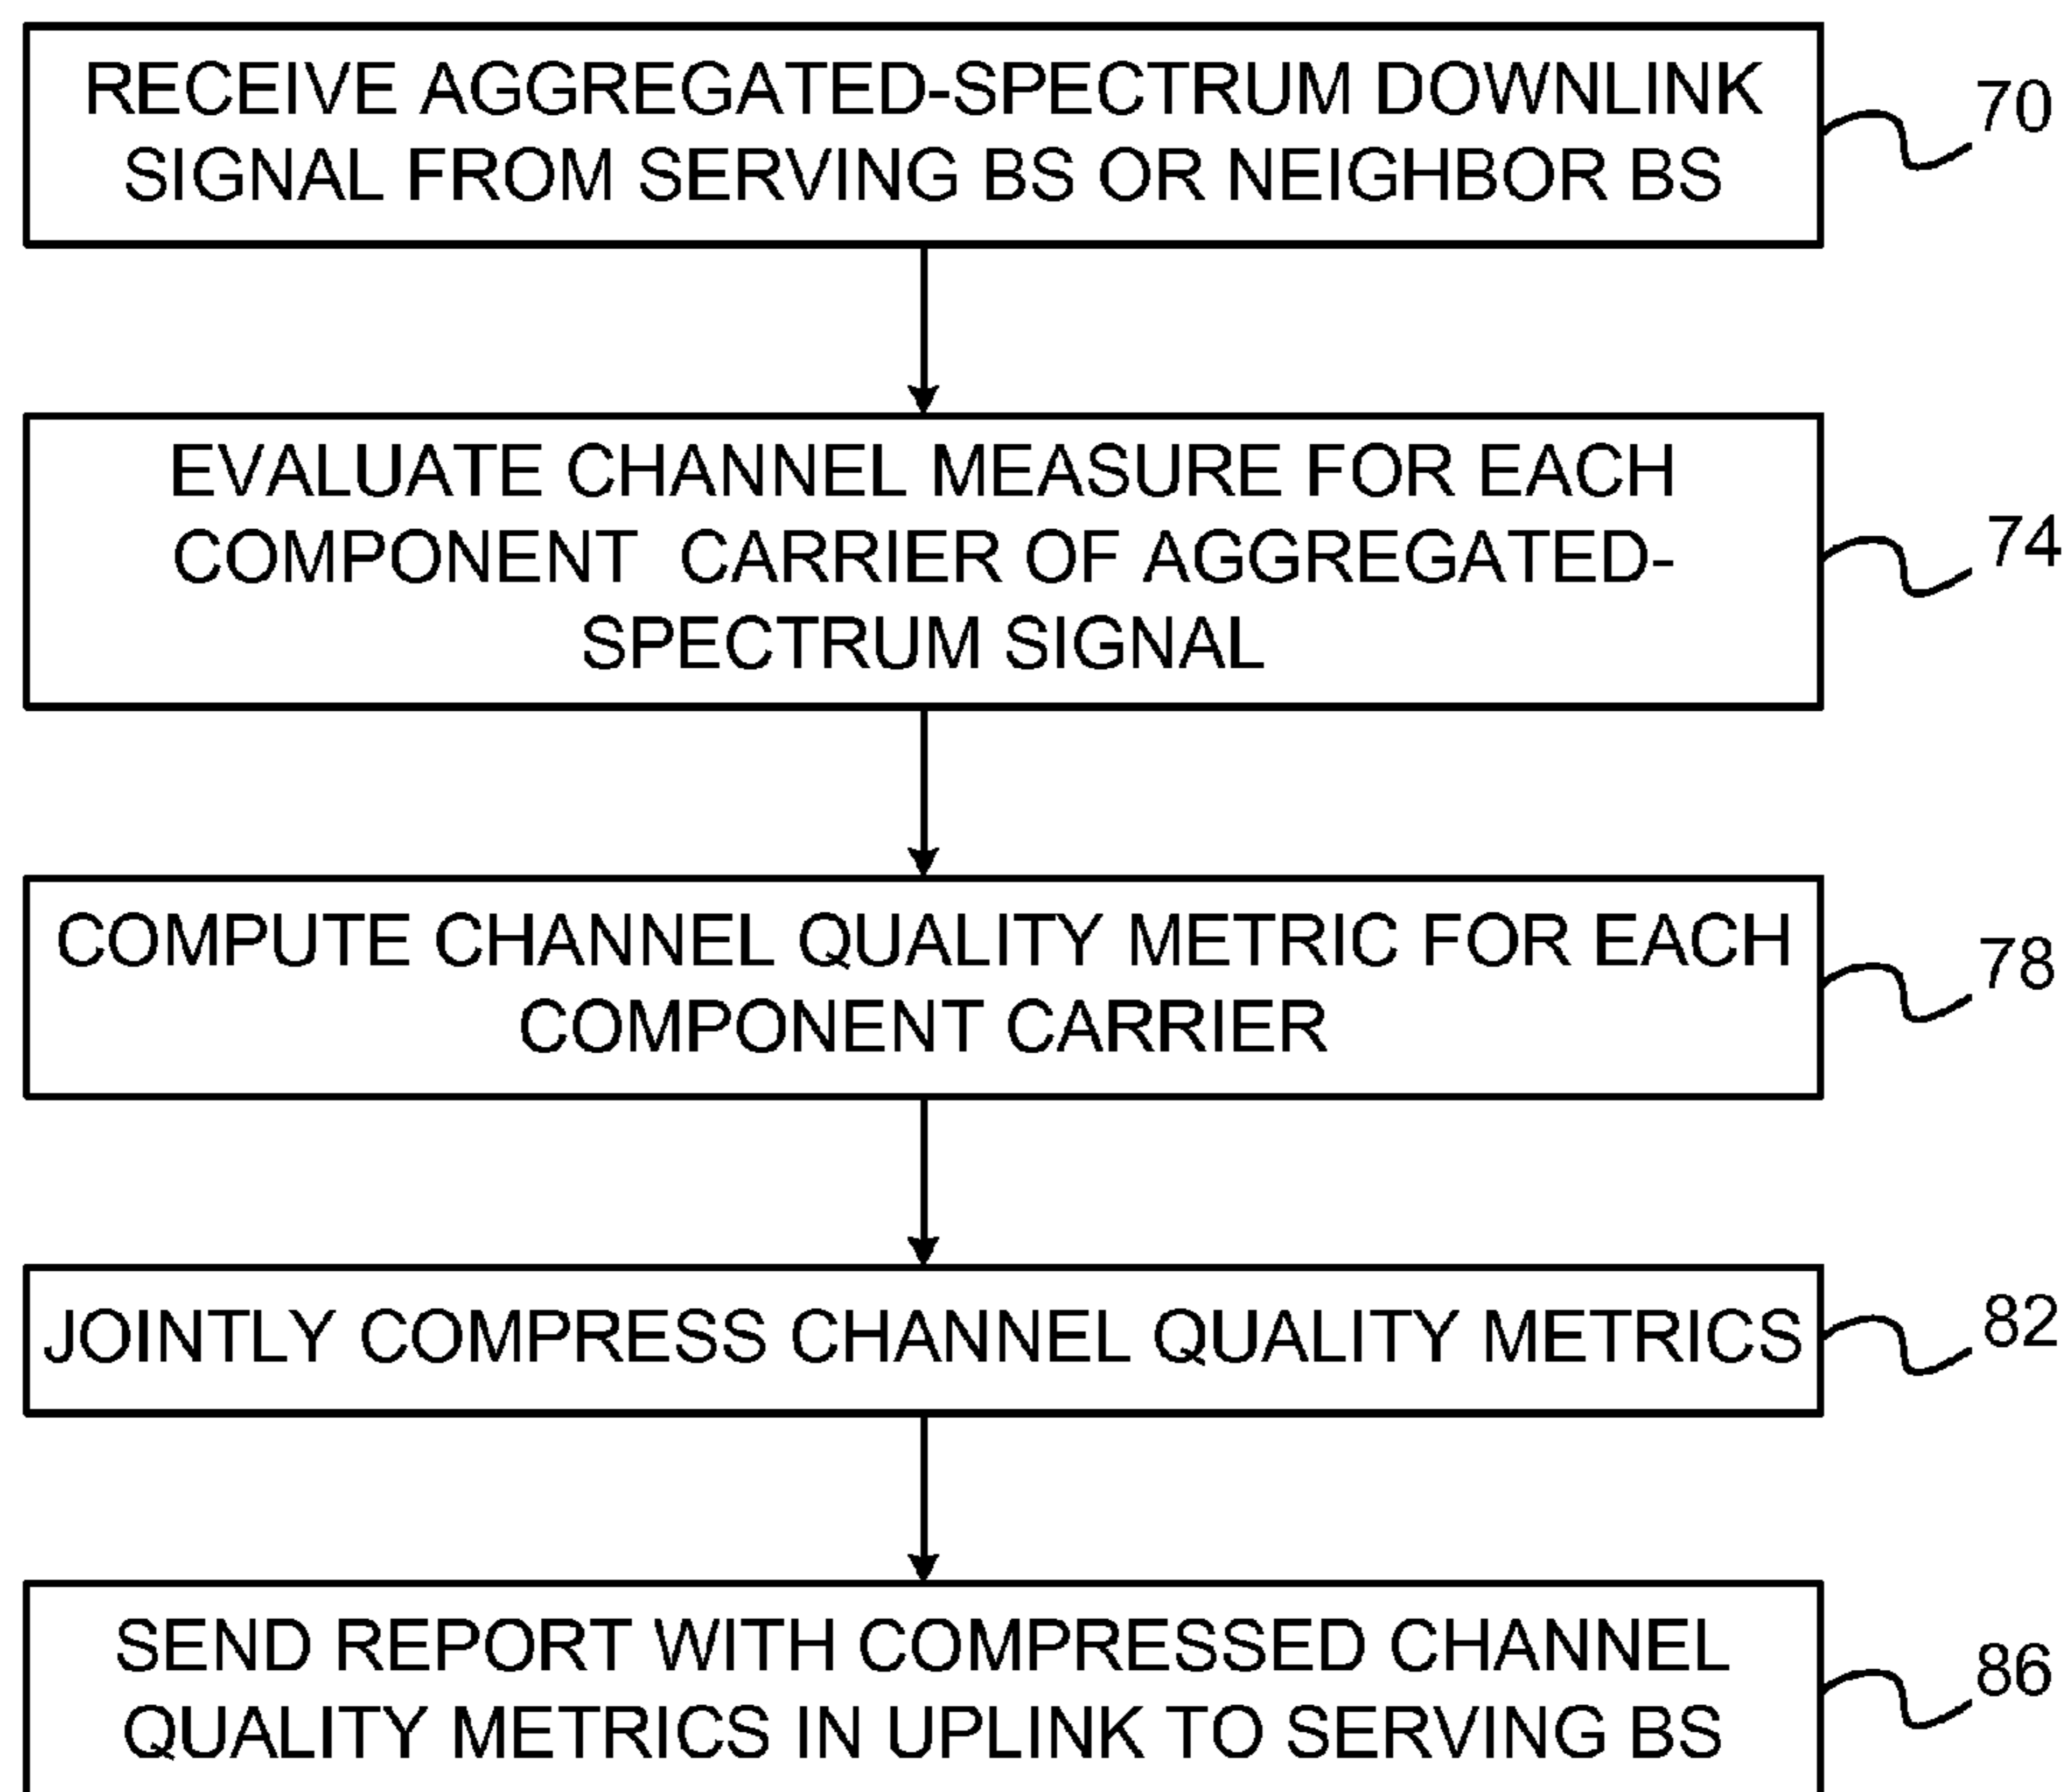 RECEIVE AGGREGATED-SPECTRUM DOWNLINK
SIGNAL FROM SERVING BS OR NEIGHBOR BS
70
EVALUATE CHANNEL MEASURE FOR EACH
COMPONENT CARRIER OF AGGREGATED-
SPECTRUM SIGNAL
74
COMPUTE CHANNEL QUALITY METRIC FOR EACH
COMPONENT CARRIER
78
JOINTLY COMPRESS CHANNEL QUALITY METRICS
82
SEND REPORT WITH COMPRESSED CHANNEL
QUALITY METRICS IN UPLINK TO SERVING BS
86